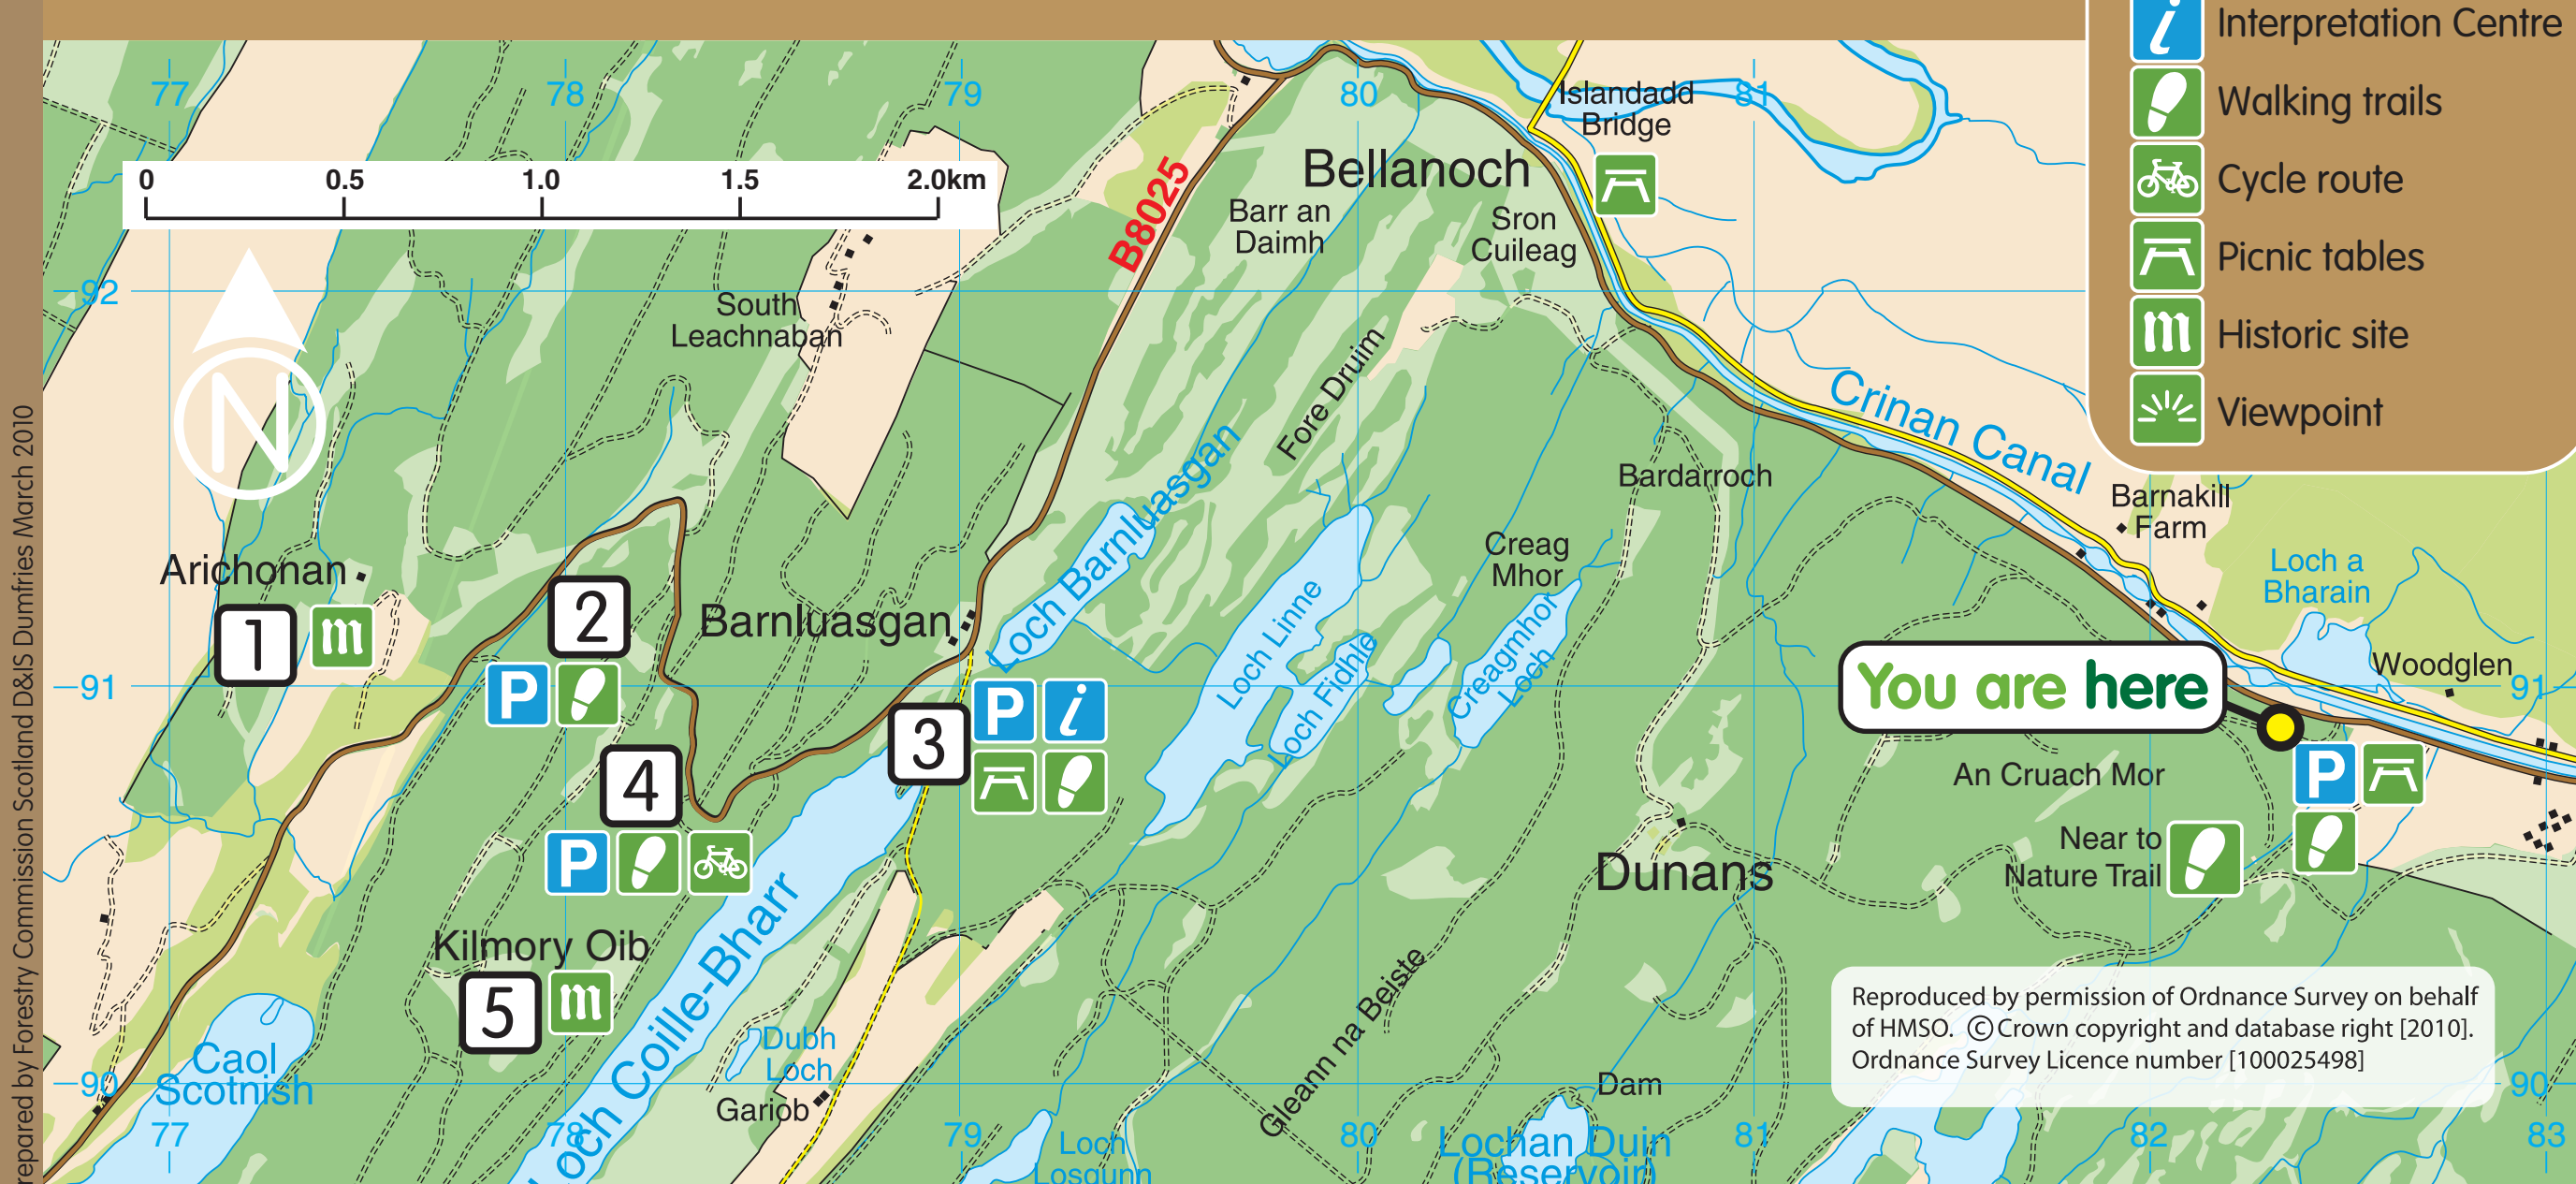 Interpretation Centre
Walking trails
Cycle route
Picnic tables
Historic site
Viewpoint
77
78
79
80
81
Islandadd
Bridge
0 0.5 1.0 1.5 2.0km
Bellanoch
B8025
Barr an
Daimh
Sron
Cuileag
92
South
Leachnaban
N
Fore Druim
Crinan Canal
Bardarroch
Barnakill
Farm
Loch a
Bharain
Arichonan
1
2
Barnluasgan
Loch Barnluasgan
Creag
Mhor
Loch Linne
Loch Fidhle
Creagmhor
Loch
You are here
Woodglen
91
91
P
3
P
4
P
An Cruach Mor
P
Near to
Nature Trail
Dunans
Kilmory Oib
5
Loch Coille-Bharr
Gleann na Beiste
Dubh
Loch
Gariob
Caol
Scotnish
90
Dam
90
77
78
79
80
81
82
83
Loch
Losgunn
Lochan Duin
(Reservoir)
Reproduced by permission of Ordnance Survey on behalf
of HMSO. © Crown copyright and database right [2010].
Ordnance Survey Licence number [100025498]
repared by Forestry Commission Scotland D&IS Dumfries March 2010